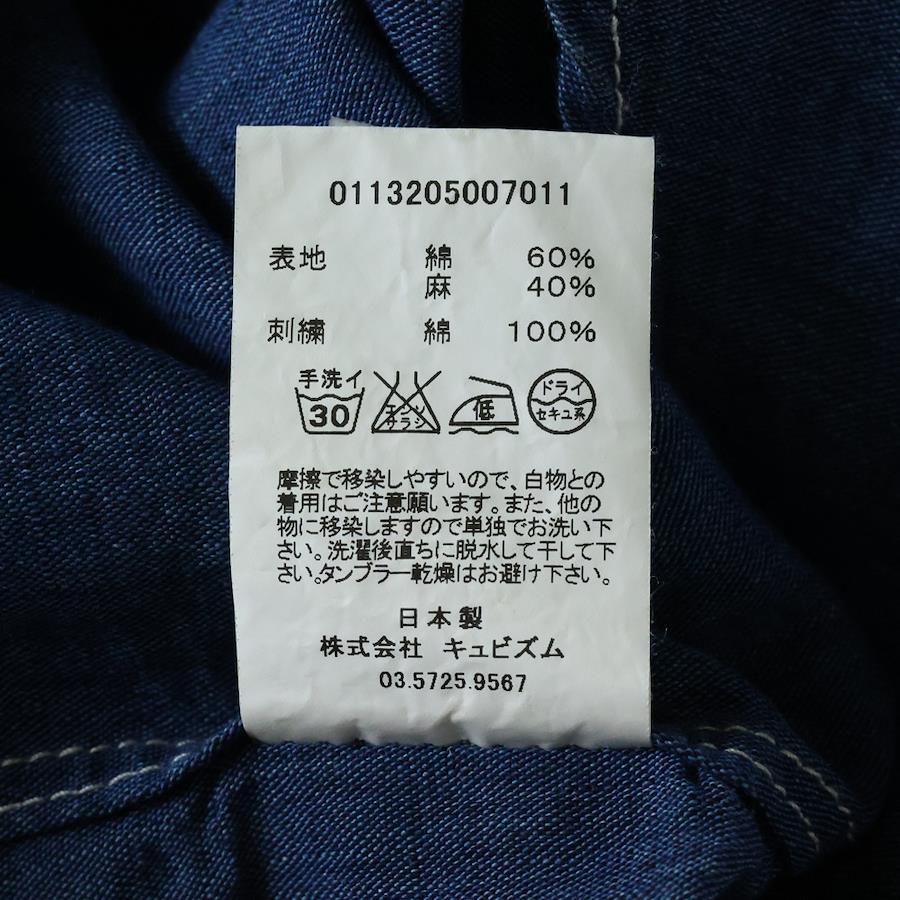 0113205007011
表地 綿 60%
麻 40%
刺繍 綿 100%
手洗イ ドライ
30 エンソ 低 セキユ系
サラシ
摩擦で移染しやすいので、白物との
着用はご注意願います。また、他の
物に移染しますので単独でお洗い下
さい。洗濯後直ちに脱水して干して下
さい。タンブラー乾燥はお避け下さい。
日本製
株式会社 キュビズム
03.5725.9567